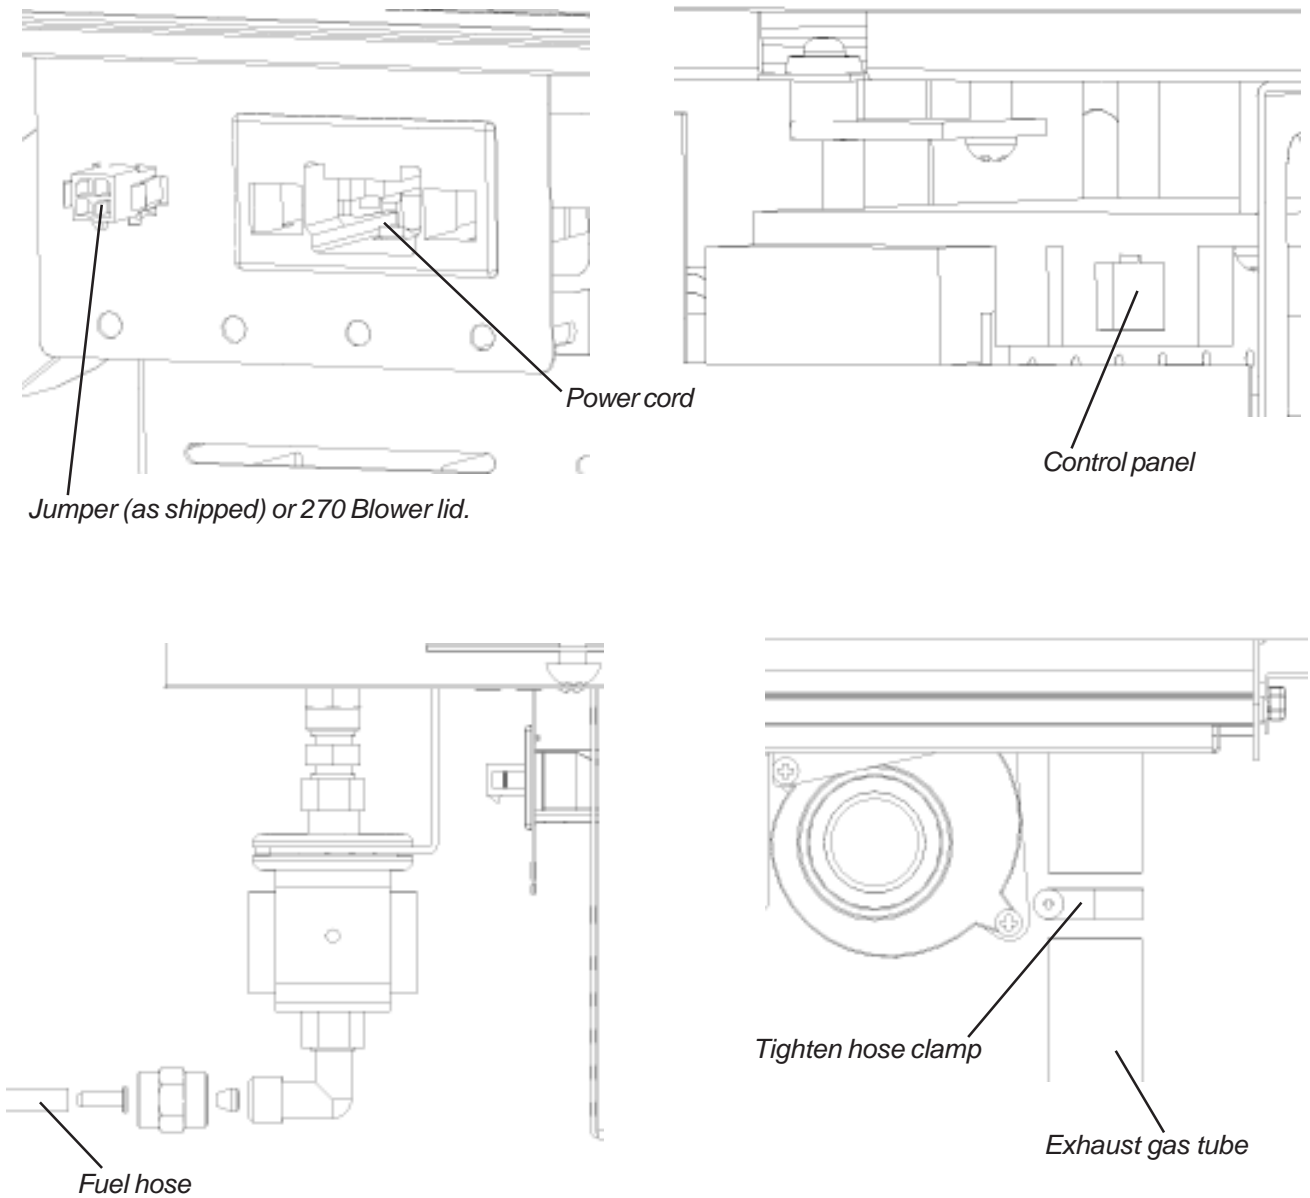 Power cord
Control panel
Jumper (as shipped) or 270 Blower lid.
Tighten hose clamp
Exhaust gas tube
Fuel hose